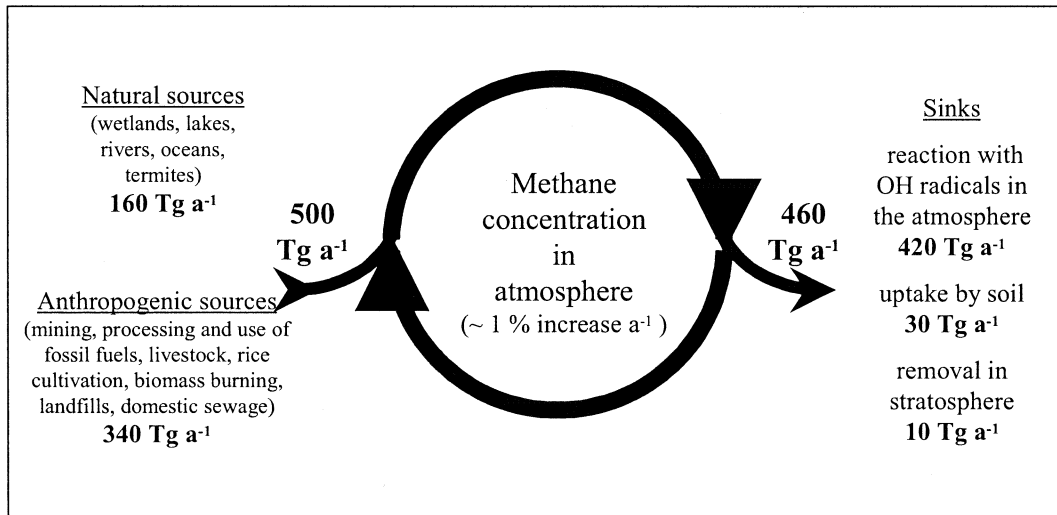 Natural sources
(wetlands, lakes,
rivers, oceans,
termites)
160 Tg a⁻¹
500
Tg a⁻¹
Anthropogenic sources
(mining, processing and use of
fossil fuels, livestock, rice
cultivation, biomass burning,
landfills, domestic sewage)
340 Tg a⁻¹
Methane
concentration
in
atmosphere
(~ 1 % increase a⁻¹ )
460
Tg a⁻¹
Sinks
reaction with
OH radicals in
the atmosphere
420 Tg a⁻¹
uptake by soil
30 Tg a⁻¹
removal in
stratosphere
10 Tg a⁻¹